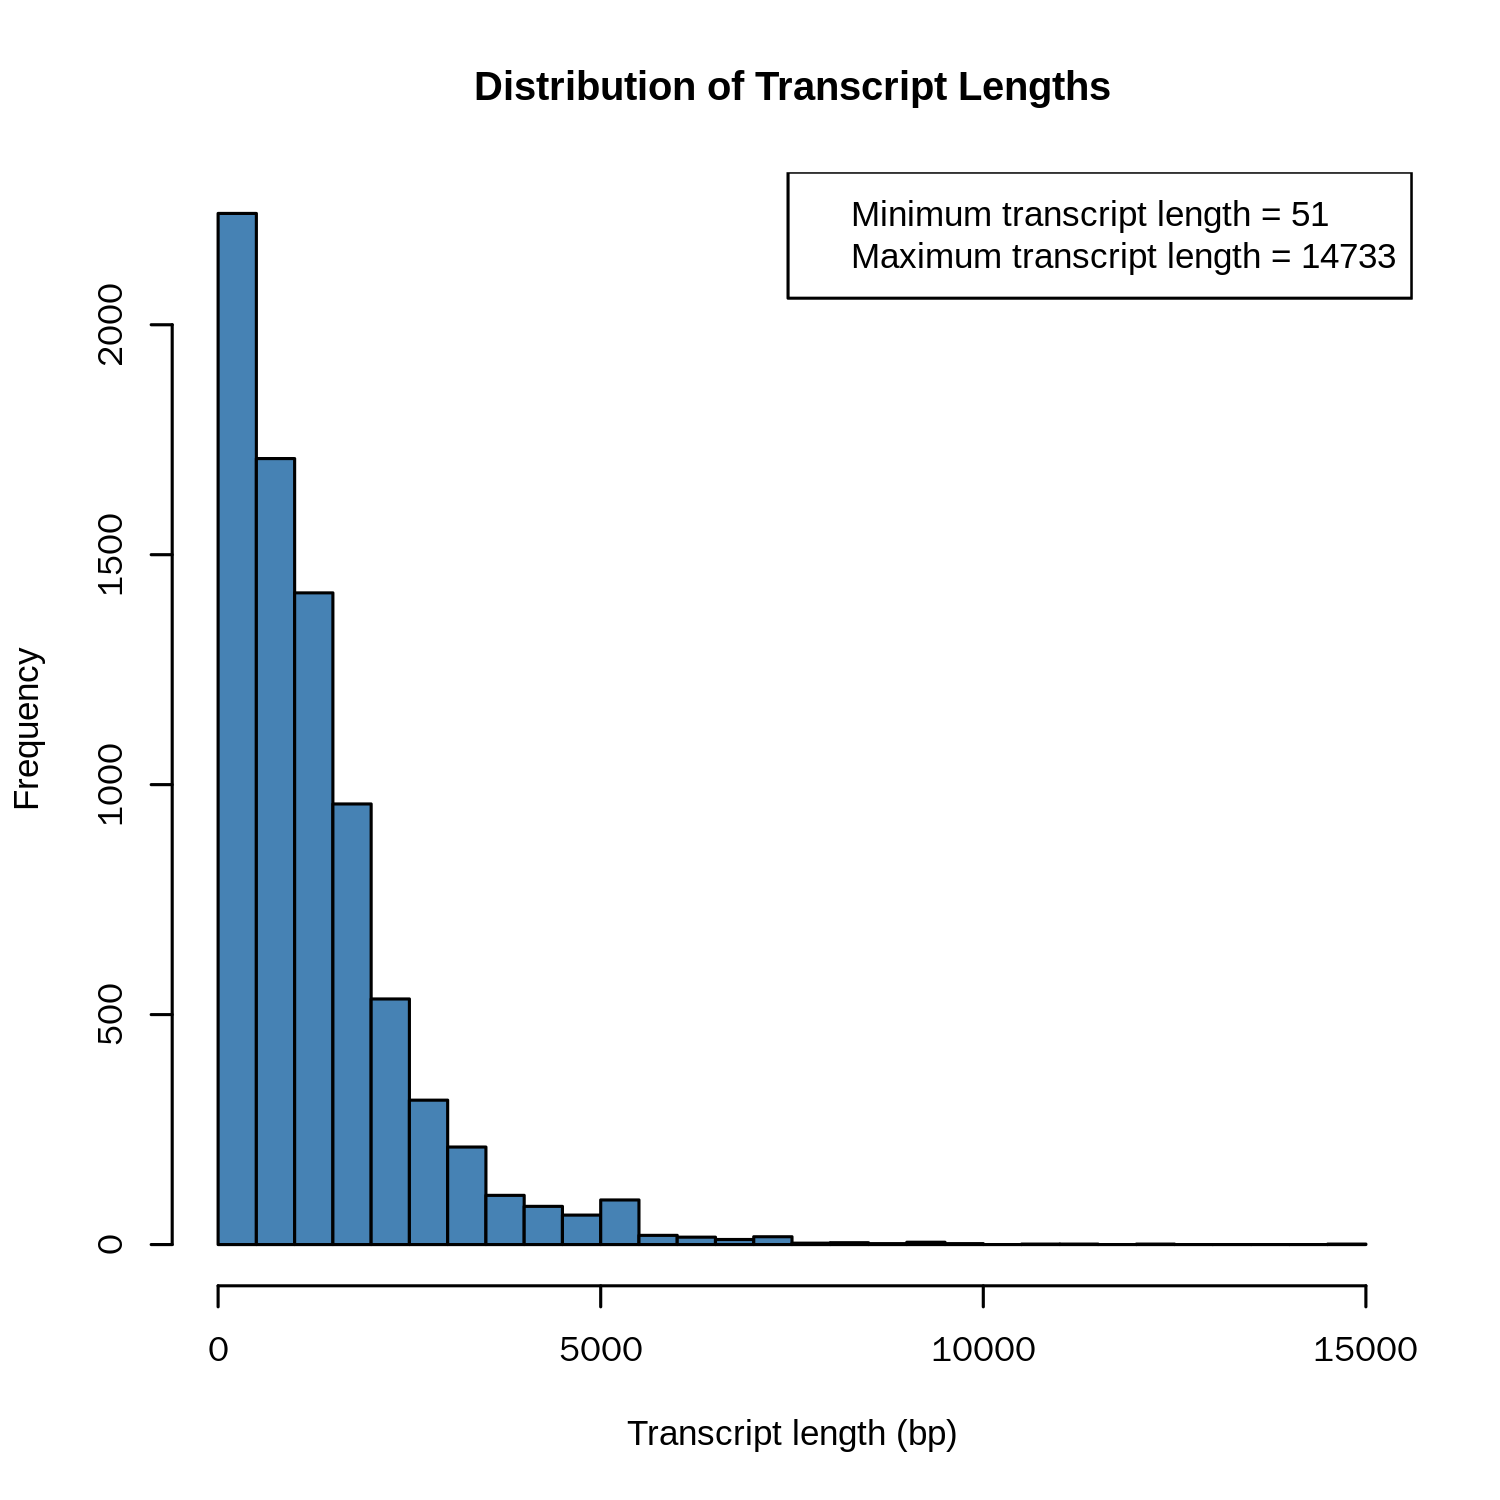 Distribution of Transcript Lengths
Minimum transcript length = 51
Maximum transcript length = 14733
Frequency
2000
1500
1000
500
0
0 5000 10000 15000
Transcript length (bp)